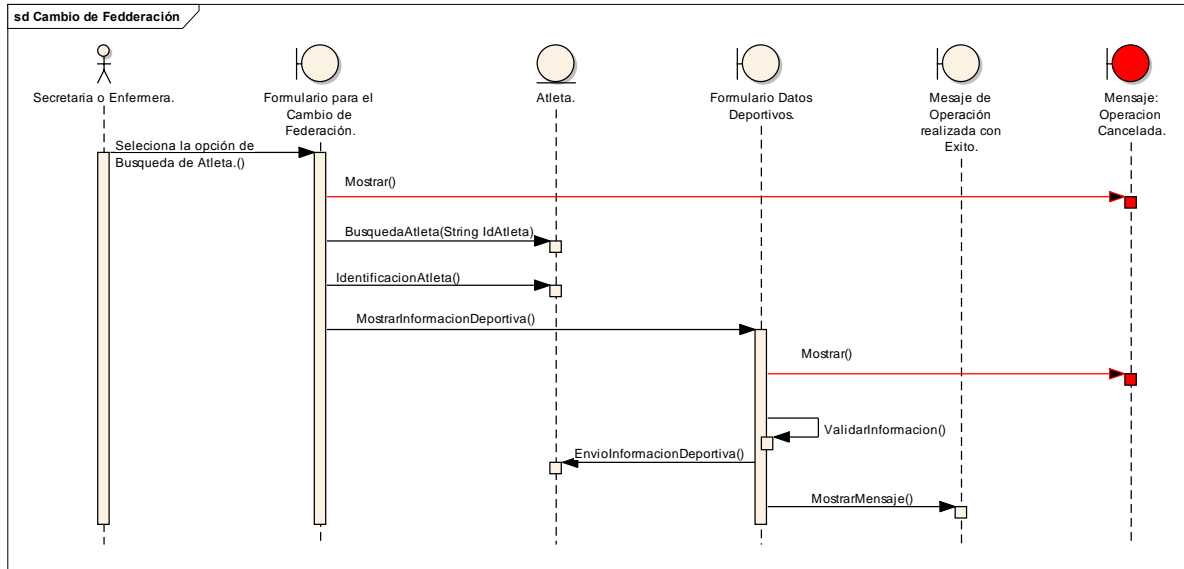 sd Cambio de Fedderación
Secretaria o Enfermera.
Formulario para el
Cambio de
Federación.
Atleta.
Formulario Datos
Deportivos.
Mesaje de
Operación
realizada con
Exito.
Mensaje:
Operacion
Cancelada.
Seleciona la opción de
Busqueda de Atleta.()
Mostrar()
BusquedaAtleta(String IdAtleta)
IdentificacionAtleta()
MostrarInformacionDeportiva()
Mostrar()
ValidarInformacion()
EnvioInformacionDeportiva()
MostrarMensaje()